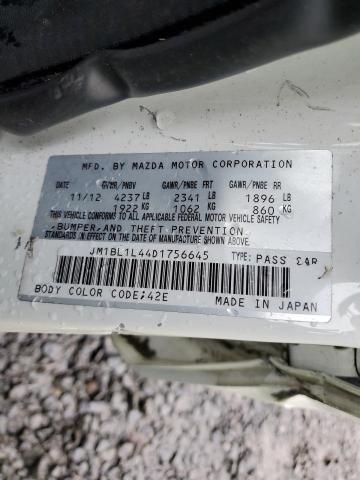 MFD. BY MAZDA MOTOR CORPORATION
GVWR/PNBV GAWR/PNBE FRT GAWR/PNBE RR
11/12 4237 LB 2341 LB 1896 LB
1922 KG 1062 KG 860 KG
THIS VEHICLE CONFORMS TO ALL APPLICABLE FEDERAL MOTOR VEHICLE SAFETY
,BUMPER,AND THEFT PREVENTION
STANDARDS IN EFFECT ON THE DATE OF MANUFACTURE SHOWN ABOVE.
JM1BL1L44D1756645 TYPE: PASS CAR
BODY COLOR CODE:42E MADE IN JAPAN